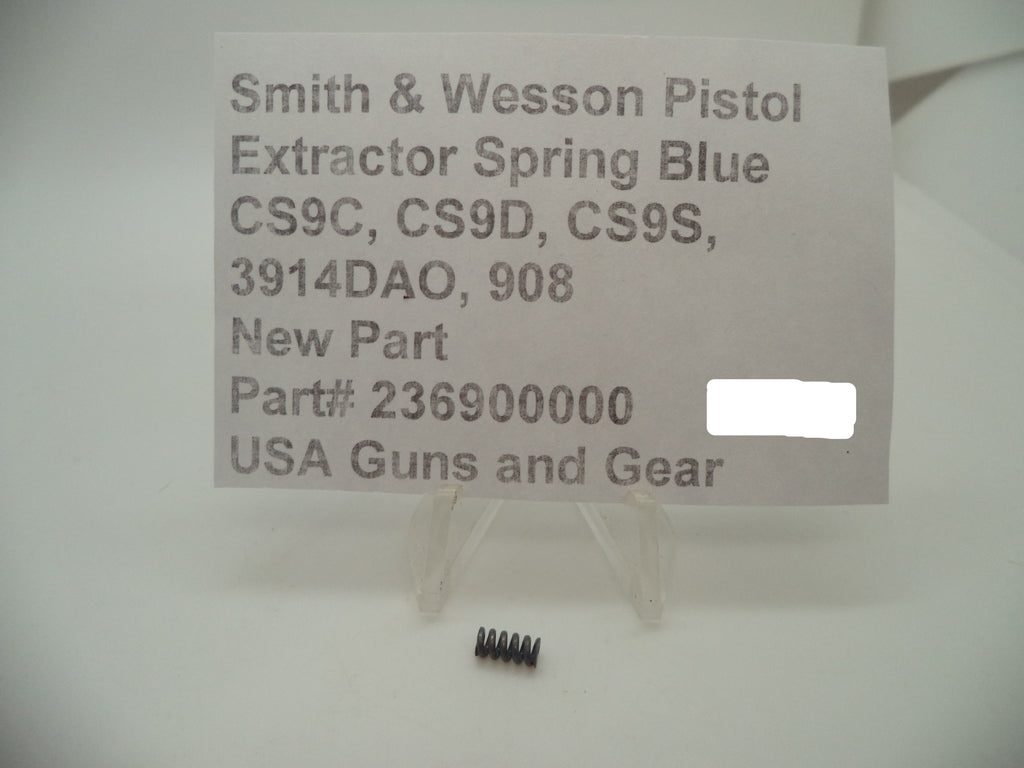 Smith & Wesson Pistol
Extractor Spring Blue
CS9C, CS9D, CS9S,
3914DAO, 908
New Part
Part# 236900000
USA Guns and Gear